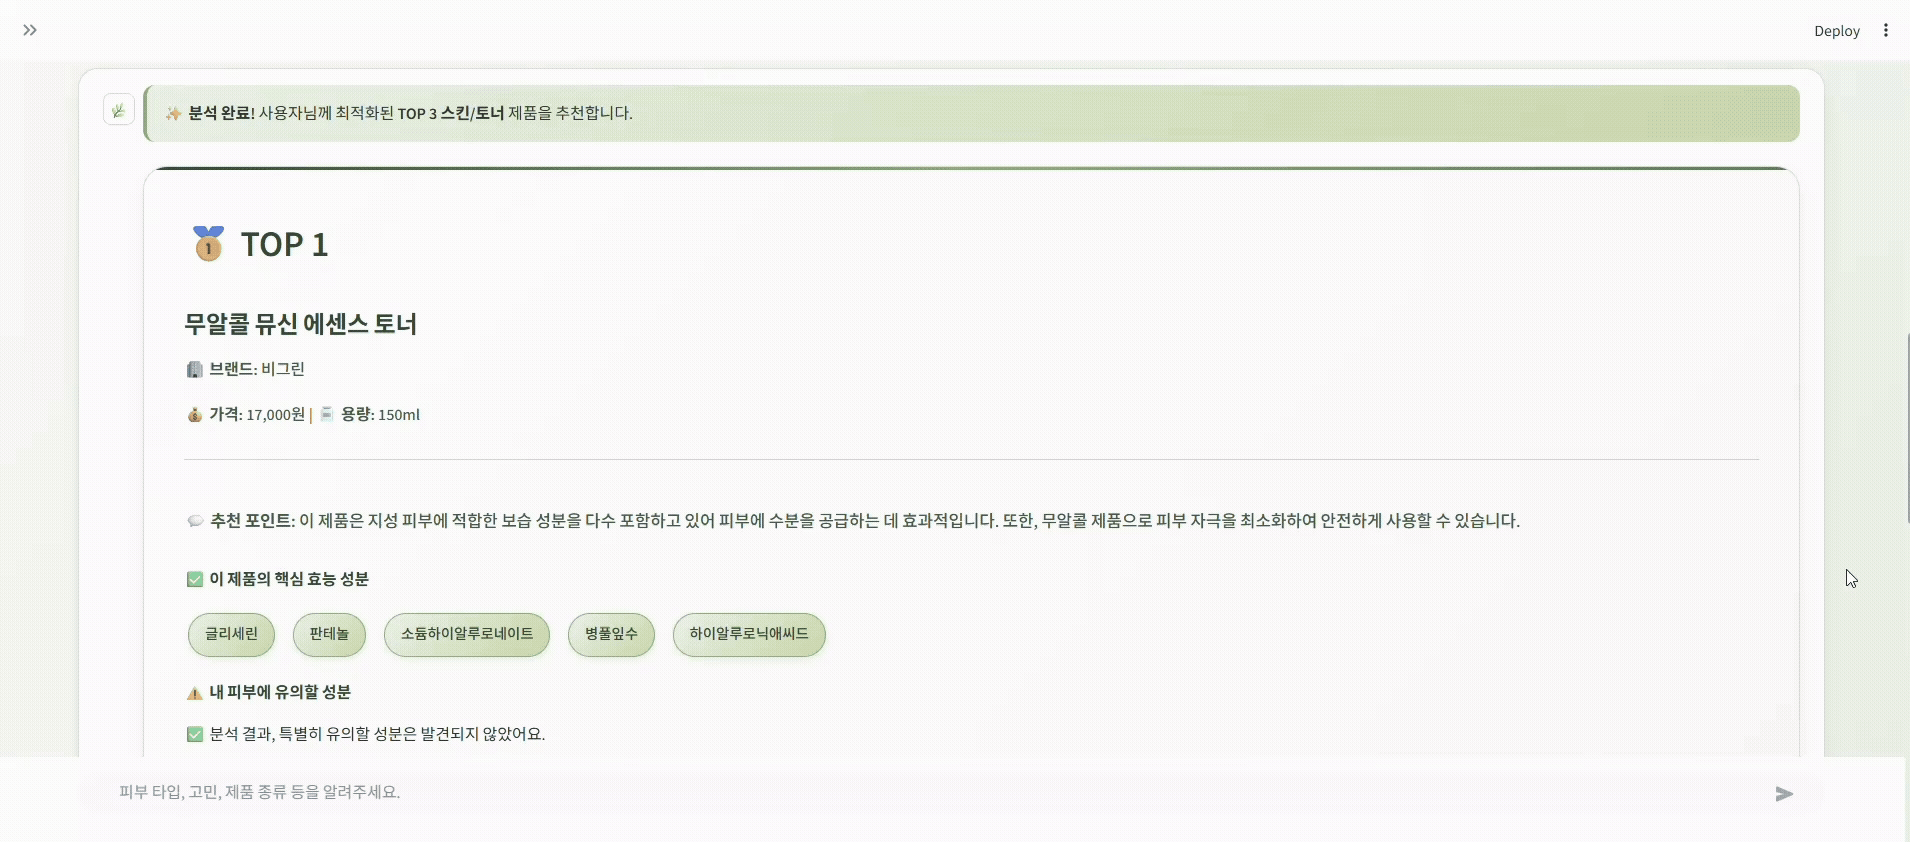 Deploy
✨ 분석 완료! 사용자님께 최적화된 TOP 3 스킨/토너 제품을 추천합니다.
🥇 TOP 1
무알콜 뮤신 에센스 토너
🏢 브랜드: 비그린
💰 가격: 17,000원 | 용량: 150ml
💬 추천 포인트: 이 제품은 지성 피부에 적합한 보습 성분을 다수 포함하고 있어 피부에 수분을 공급하는 데 효과적입니다. 또한, 무알콜 제품으로 피부 자극을 최소화하여 안전하게 사용할 수 있습니다.
✅ 이 제품의 핵심 효능 성분
글리세린 판테놀 소듐하이알루로네이트 병풀잎수 하이알루로닉애씨드
⚠️ 내 피부에 유의할 성분
✅ 분석 결과, 특별히 유의할 성분은 발견되지 않았어요.
피부 타입, 고민, 제품 종류 등을 알려주세요.